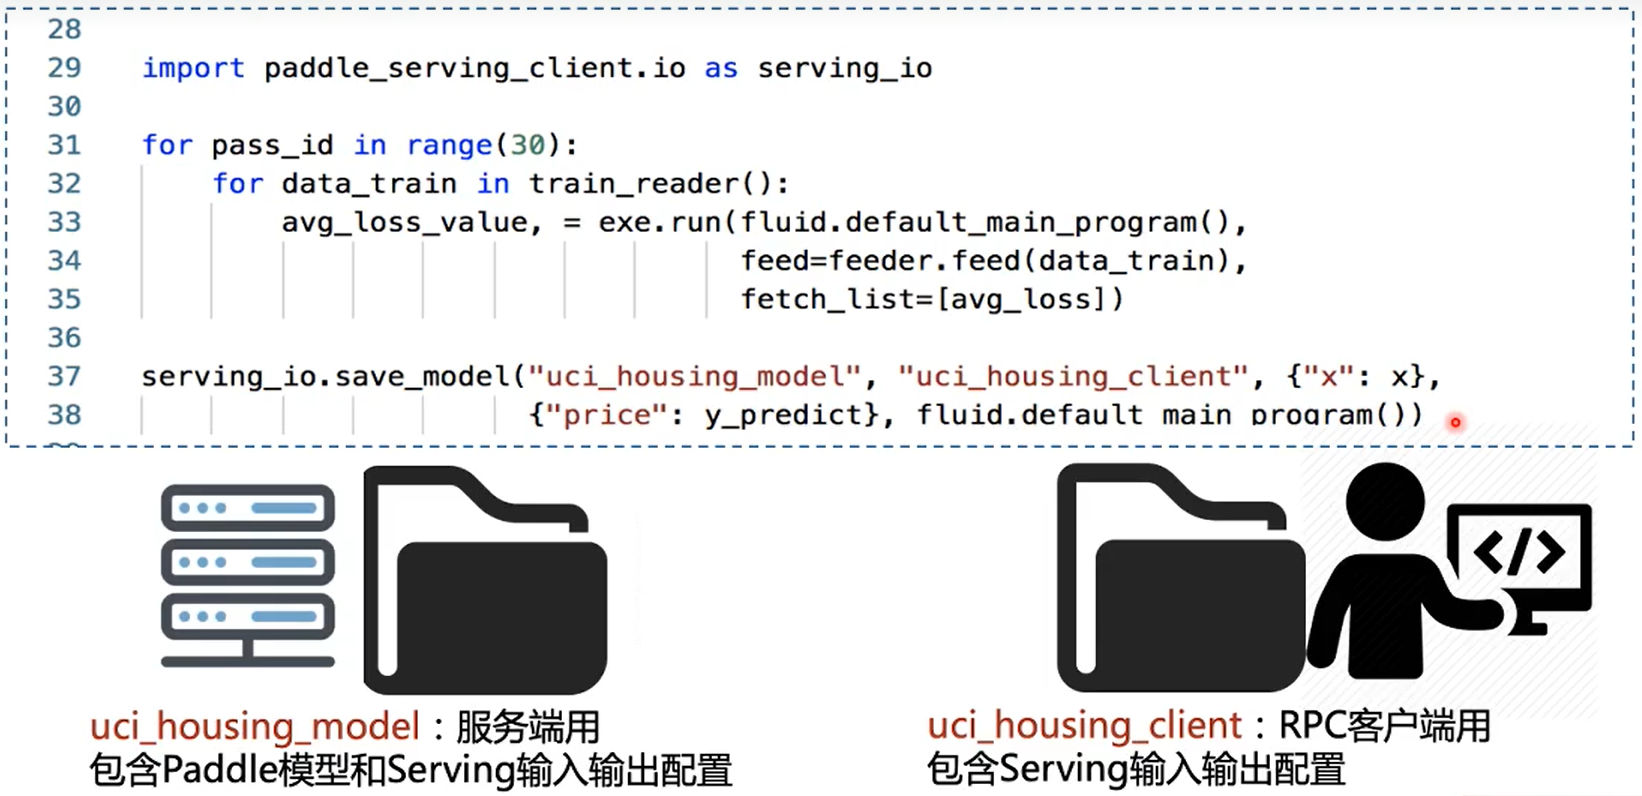 28
29 import paddle_serving_client.io as serving_io
30
31 for pass_id in range(30):
32 for data_train in train_reader():
33 avg_loss_value, = exe.run(fluid.default_main_program(),
34 feed=feeder.feed(data_train),
35 fetch_list=[avg_loss])
36
37 serving_io.save_model("uci_housing_model", "uci_housing_client", {"x": x},
38 {"price": y_predict}, fluid.default_main_program())
</>
uci_housing_model：服务端用
包含Paddle模型和Serving输入输出配置
uci_housing_client：RPC客户端用
包含Serving输入输出配置